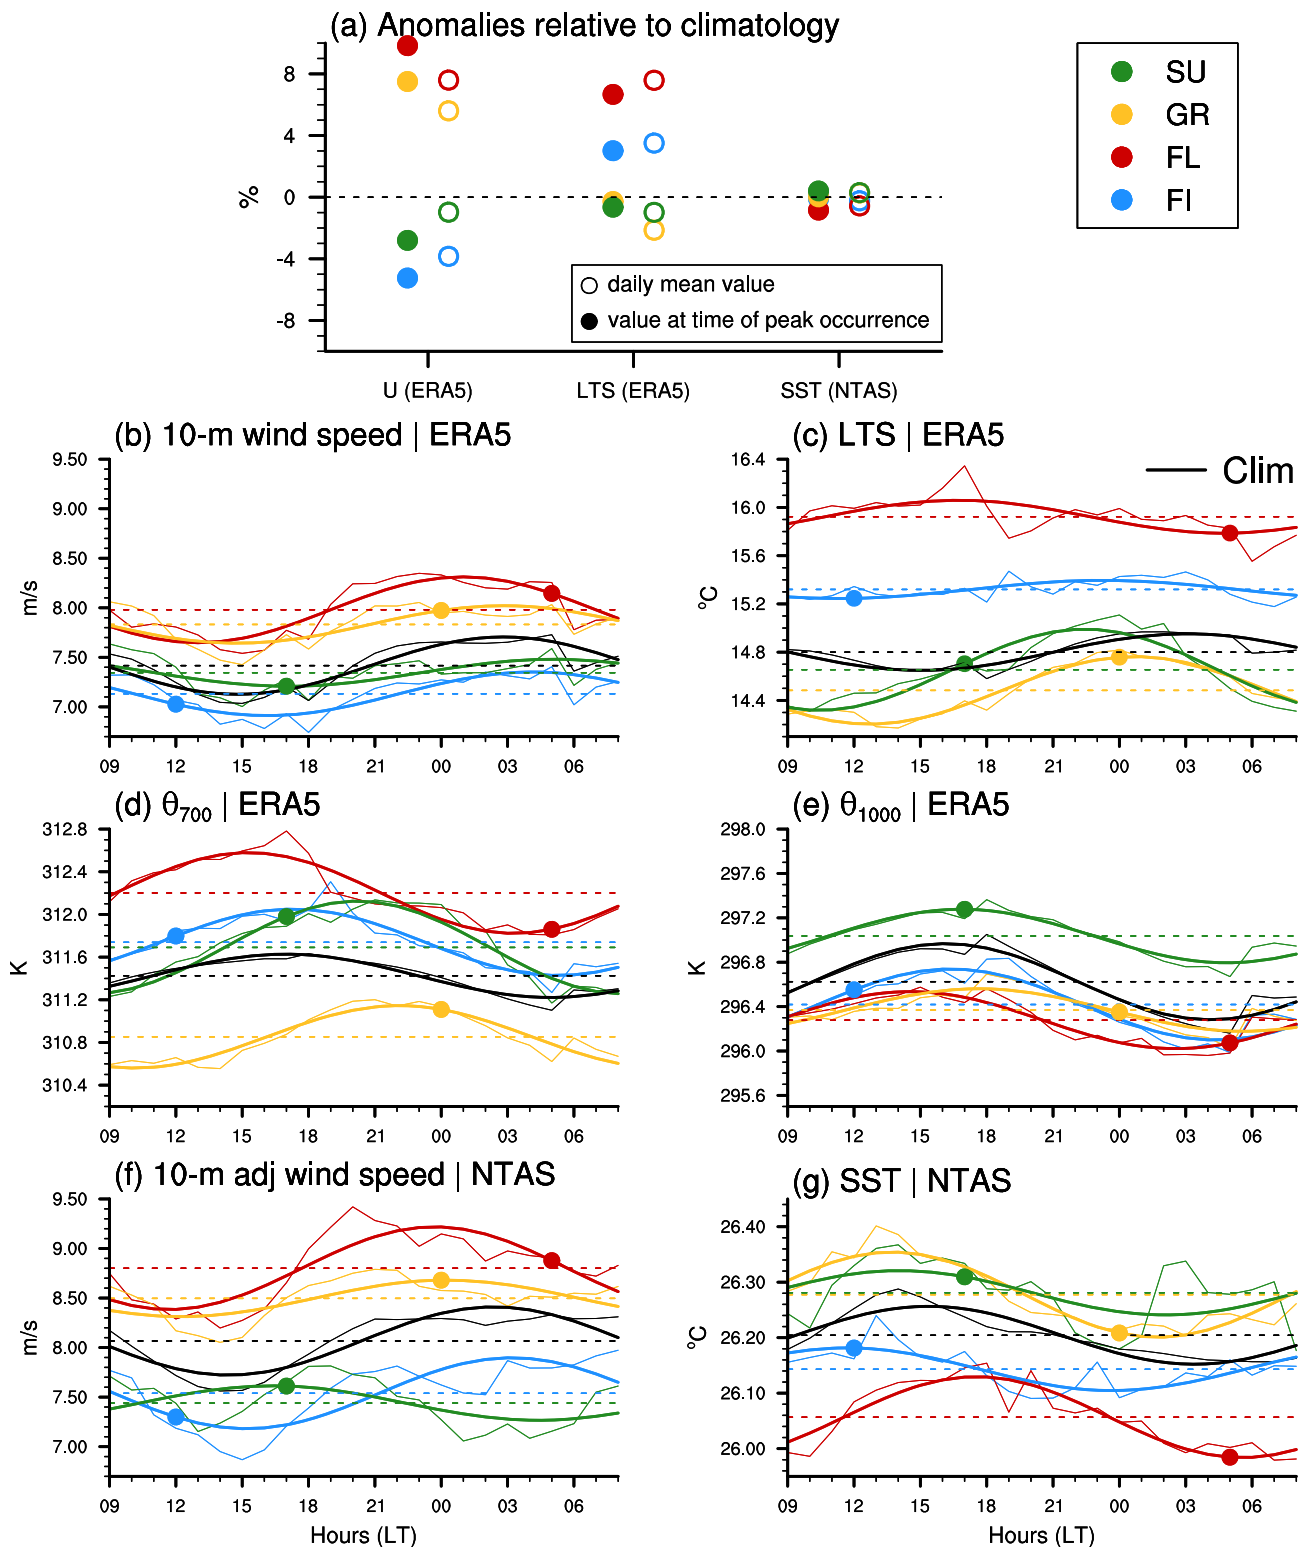 (a) Anomalies relative to climatology
8
4
0
-4
-8
%
SU
GR
FL
FI
daily mean value
value at time of peak occurrence
U (ERA5) LTS (ERA5) SST (NTAS)
(b) 10-m wind speed | ERA5
9.50
9.00
8.50
8.00
7.50
7.00
m/s
09 12 15 18 21 00 03 06
(c) LTS | ERA5
Clim
16.4
16.0
15.6
15.2
14.8
14.4
°C
09 12 15 18 21 00 03 06
(d) θ700 | ERA5
312.8
312.4
312.0
311.6
311.2
310.8
310.4
K
09 12 15 18 21 00 03 06
(e) θ1000 | ERA5
298.0
297.6
297.2
296.8
296.4
296.0
295.6
K
09 12 15 18 21 00 03 06
(f) 10-m adj wind speed | NTAS
9.50
9.00
8.50
8.00
7.50
7.00
m/s
09 12 15 18 21 00 03 06
Hours (LT)
(g) SST | NTAS
26.40
26.30
26.20
26.10
26.00
°C
09 12 15 18 21 00 03 06
Hours (LT)